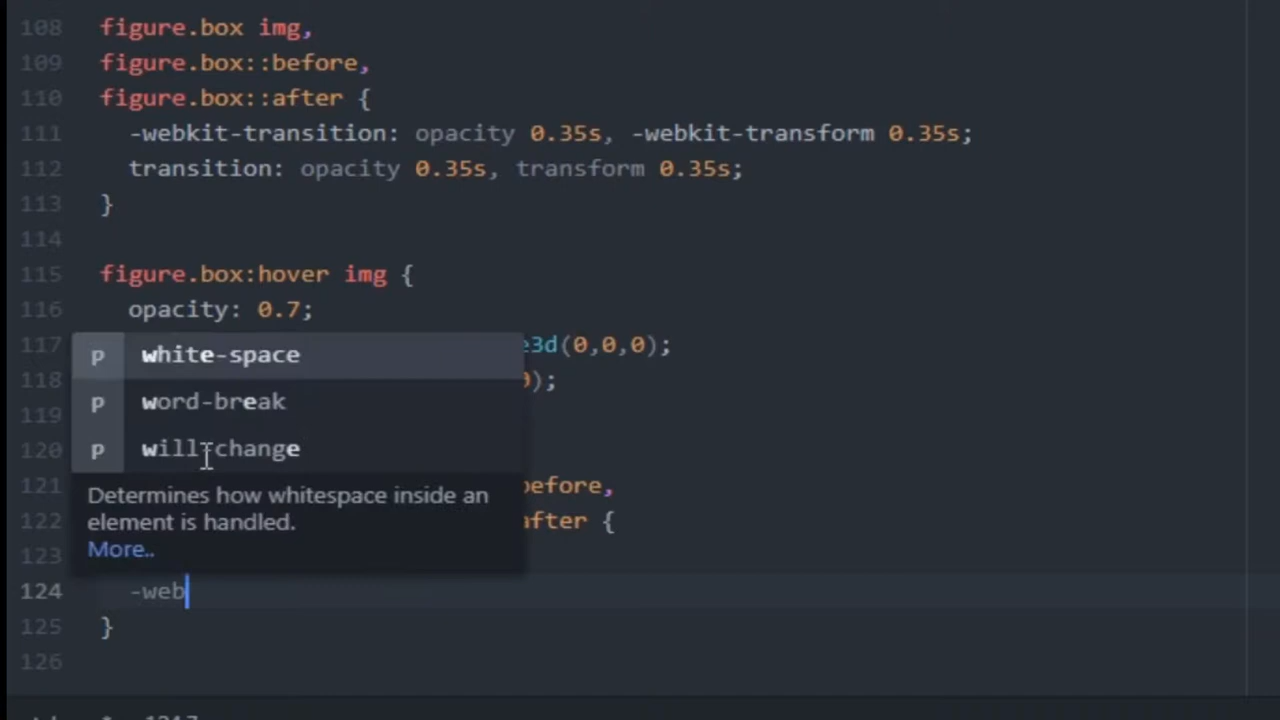 108 figure.box img,
109 figure.box::before,
110 figure.box::after {
111 -webkit-transition: opacity 0.35s, -webkit-transform 0.35s;
112 transition: opacity 0.35s, transform 0.35s;
113 }
114
115 figure.box:hover img {
116 opacity: 0.7;
117 e3d(0,0,0);
p white-space
118 );
p word-break
119
p will-change
120
121 before,
Determines how whitespace inside an
122 after {
element is handled.
More..
123
124 -web
125 }
126